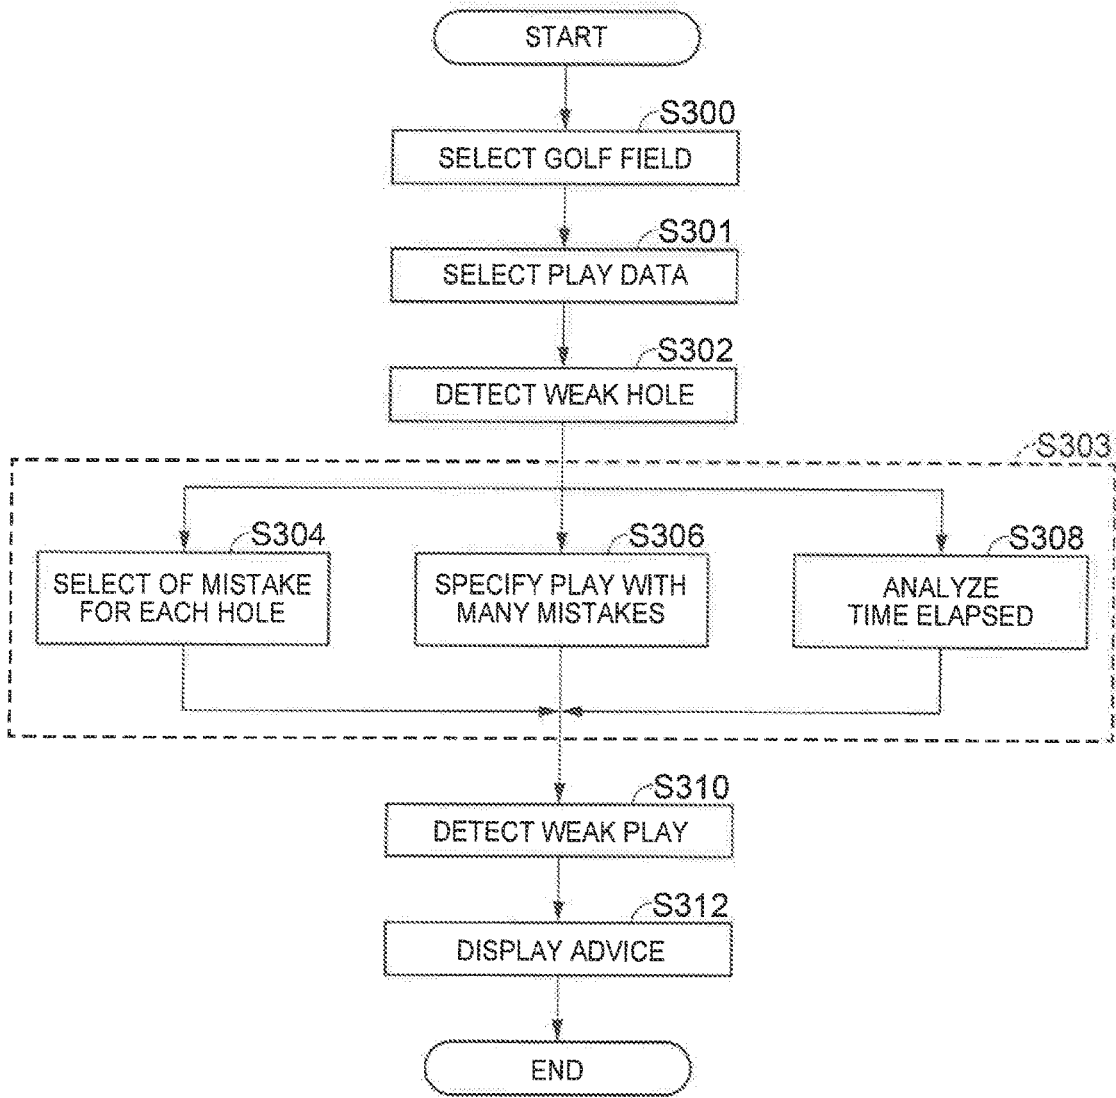 START
S300
SELECT GOLF FIELD
S301
SELECT PLAY DATA
S302
DETECT WEAK HOLE
S303
S304
SELECT OF MISTAKE
FOR EACH HOLE
S306
SPECIFY PLAY WITH
MANY MISTAKES
S308
ANALYZE
TIME ELAPSED
S310
DETECT WEAK PLAY
S312
DISPLAY ADVICE
END